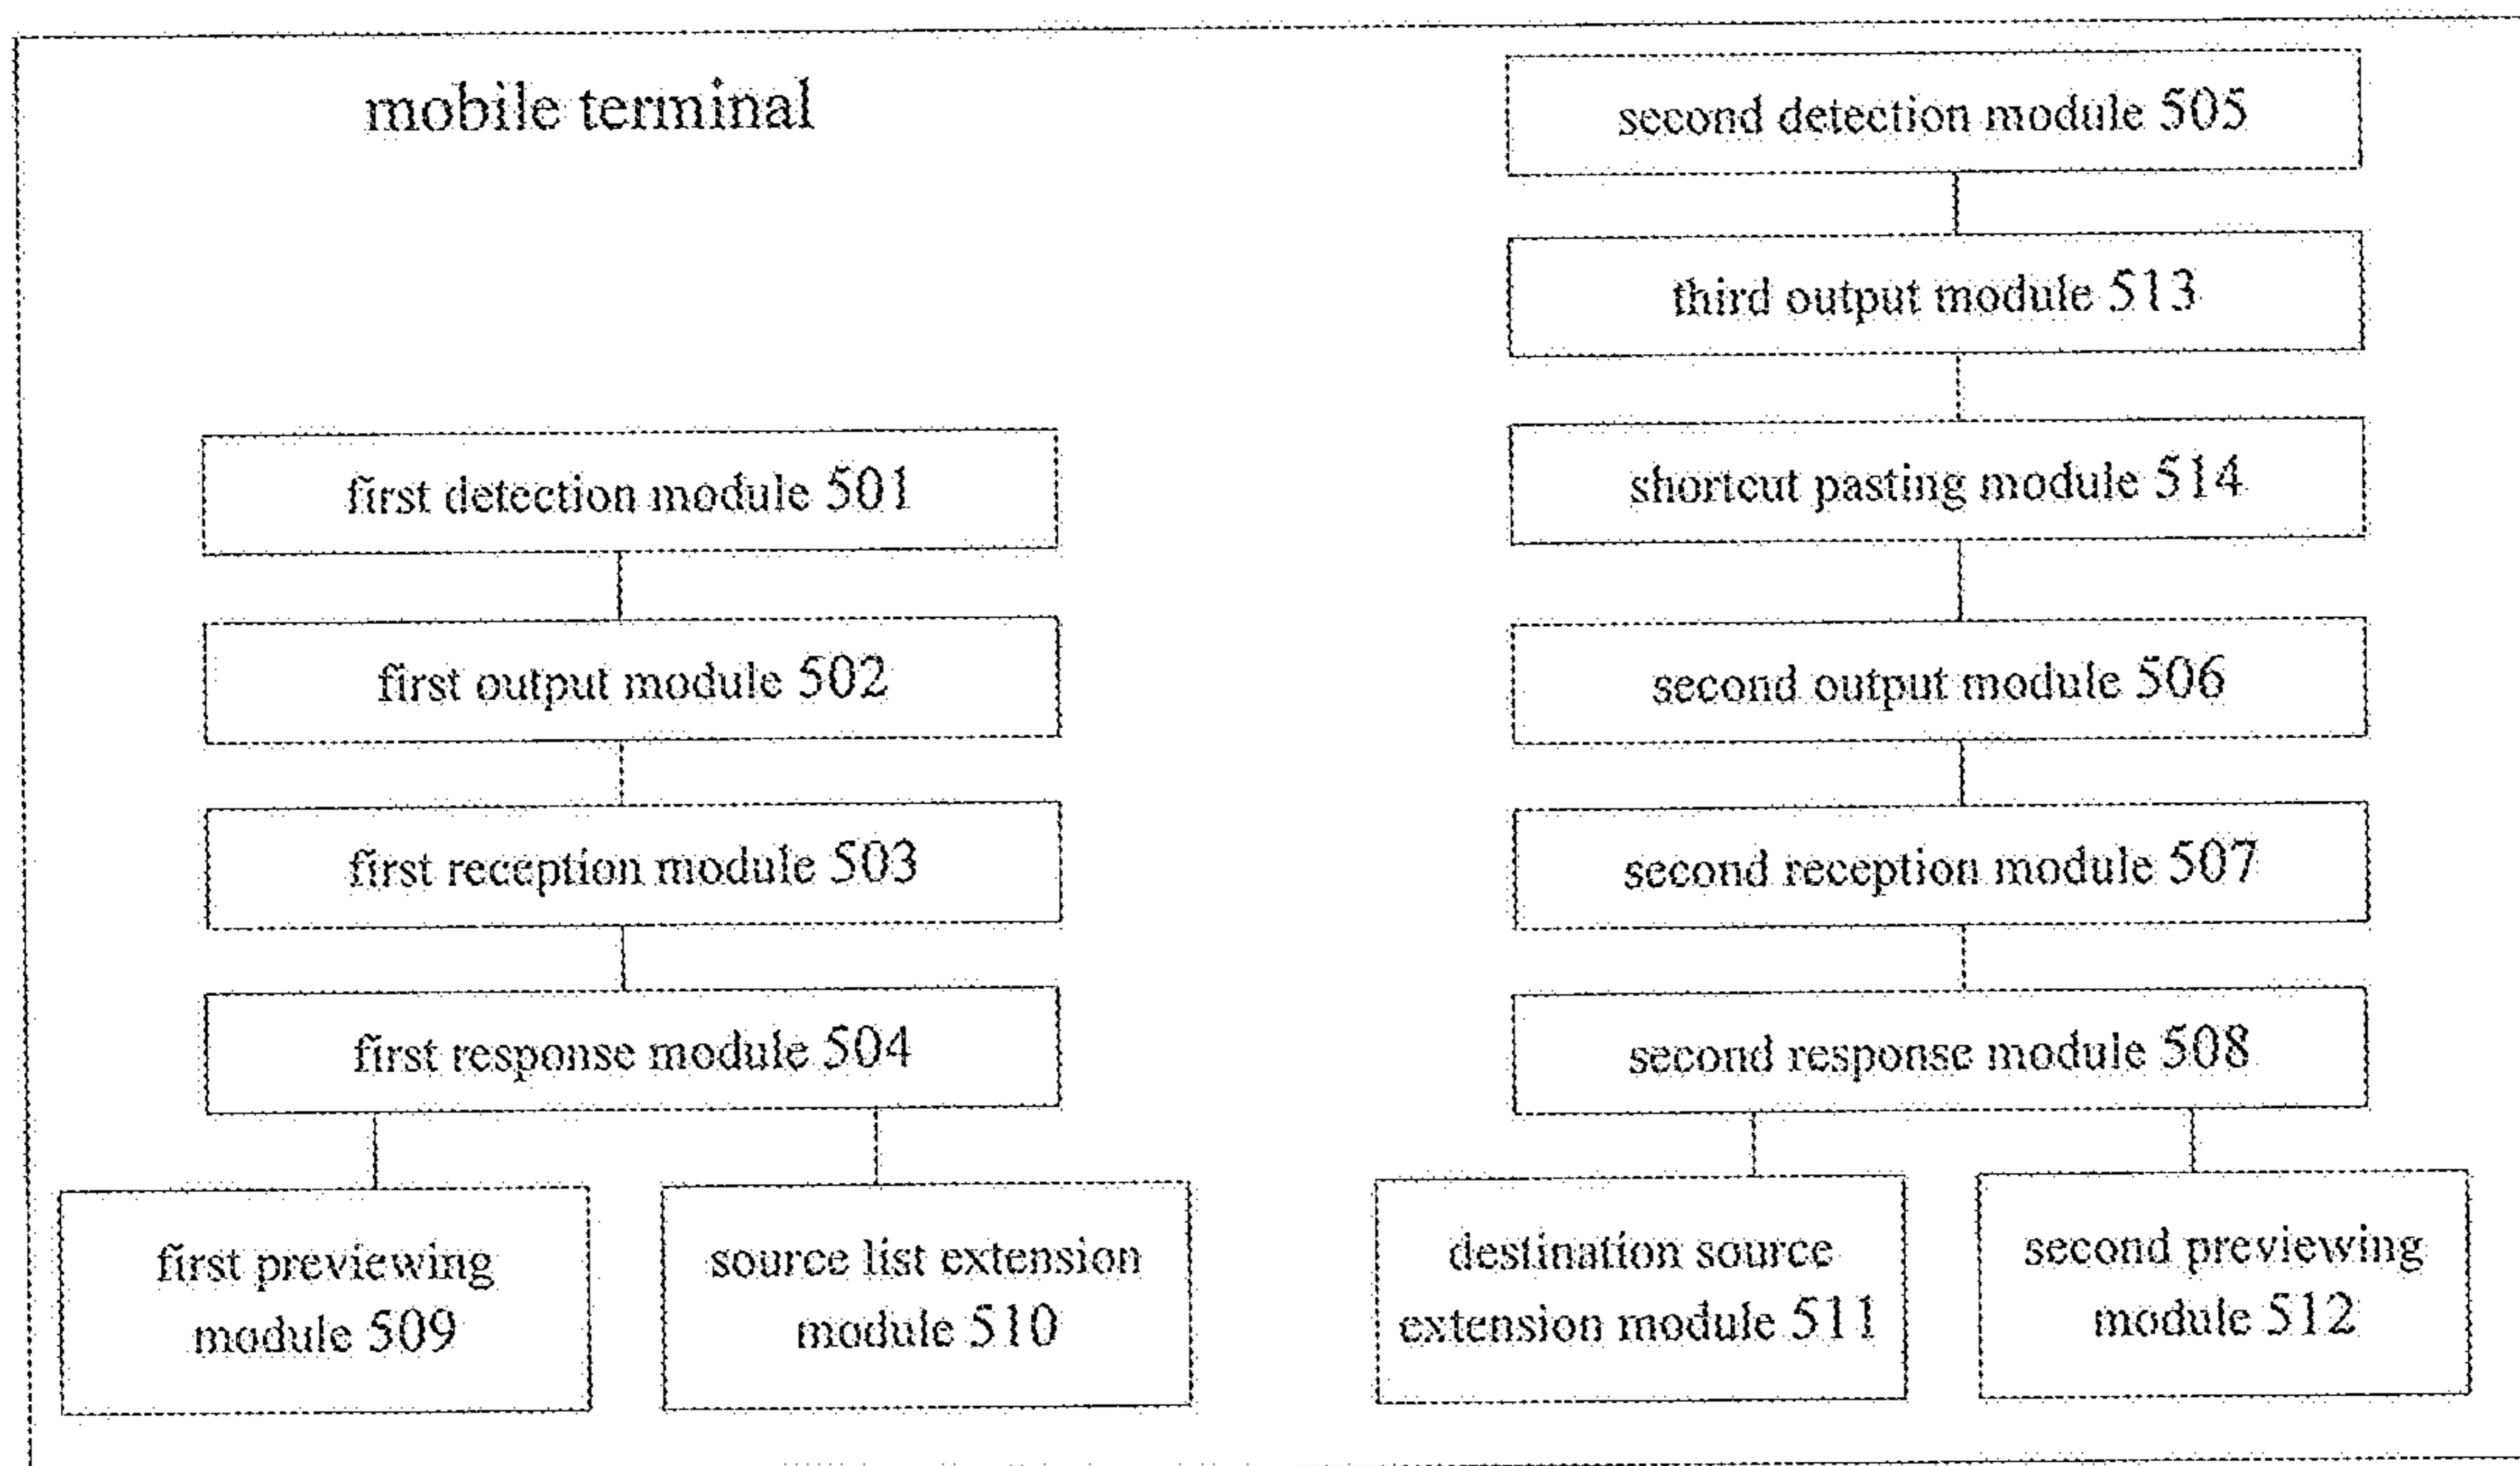 mobile terminal
first detection module 501
first output module 502
first reception module 503
first response module 504
first previewing
module 509
source list extension
module 510
second detection module 505
third output module 513
shortcut pasting module 514
second output module 506
second reception module 507
second response module 508
destination source
extension module 511
second previewing
module 512